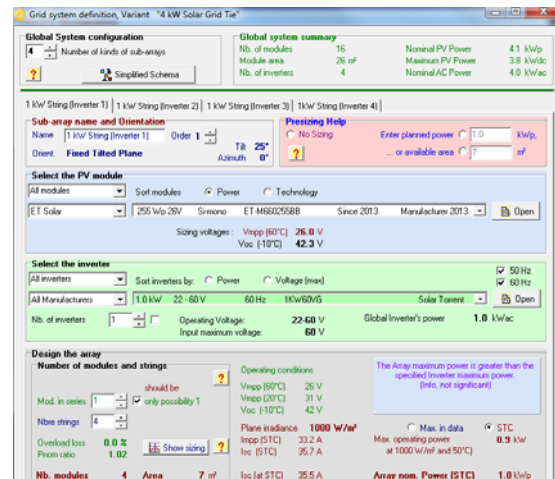 Grid system definition, Variant "4 kW Solar Grid Tie"
Global System configuration
4 Number of kinds of sub-arrays
? Simplified Schema
Global system summary
Nb. of modules 16 Nominal PV Power 4.1 kWp
Module area 26 m² Maximum PV Power 3.8 kWdc
Nb. of inverters 4 Nominal AC Power 4.0 kWac
1 kW String (Inverter 1) 1 kW String (Inverter 2) 1 kW String (Inverter 3) 1kW String (Inverter 4)
Sub-array name and Orientation
Name 1 kW String (Inverter 1) Order 1
Orient. Fixed Tilted Plane
Tilt 25°
Azimuth 0°
Presizing Help
No Sizing Enter planned power 1.0 kWp,
? ... or available area 7 m²
Select the PV module
All modules Sort modules Power Technology
ET Solar 255 Wp 26V Si-mono ET-M660255BB Since 2013 Manufacturer 2013 Open
Sizing voltages : Vmpp (60°C) 26.0 V
Voc (-10°C) 42.3 V
Select the inverter
All inverters Sort inverters by: Power Voltage (max) 50 Hz
60 Hz
All Manufacturers 1.0 kW 22 - 60 V 60 Hz 1KW60VG Solar Torrent Open
Nb. of inverters 1 Operating Voltage: 22-60 V Global Inverter's power 1.0 kWac
Input maximum voltage: 60 V
Design the array
Number of modules and strings
should be
?
Mod. in series 1 only possibility 1
Nbre strings 4
Overload loss 0.0 %
Pnom ratio 1.02
Show sizing ?
Nb. modules 4 Area 7 m²
Operating conditions
Vmpp (60°C) 26 V
Vmpp (20°C) 31 V
Voc (-10°C) 42 V
Plane irradiance 1000 W/m²
Impp (STC) 33.2 A
Isc (STC) 35.7 A
Isc (at STC) 35.5 A
The Array maximum power is greater than the
specified Inverter maximum power.
(Info, not significant)
Max. in data STC
Max. operating power 0.9 kW
at 1000 W/m² and 50°C)
Array nom. Power (STC) 1.0 kWp